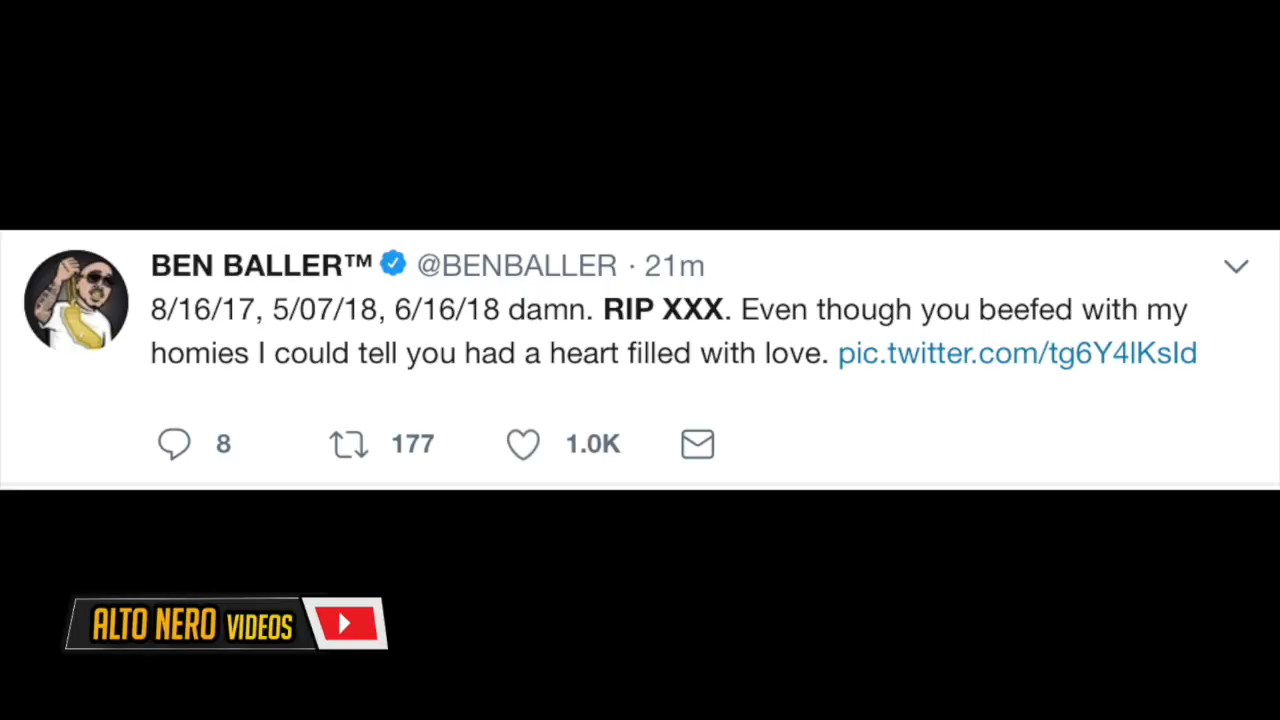 BEN BALLER™ @BENBALLER · 21m
8/16/17, 5/07/18, 6/16/18 damn. RIP XXX. Even though you beefed with my
homies I could tell you had a heart filled with love. pic.twitter.com/tg6Y4lKsld
8 177 1.0K
ALTO NERO VIDEOS